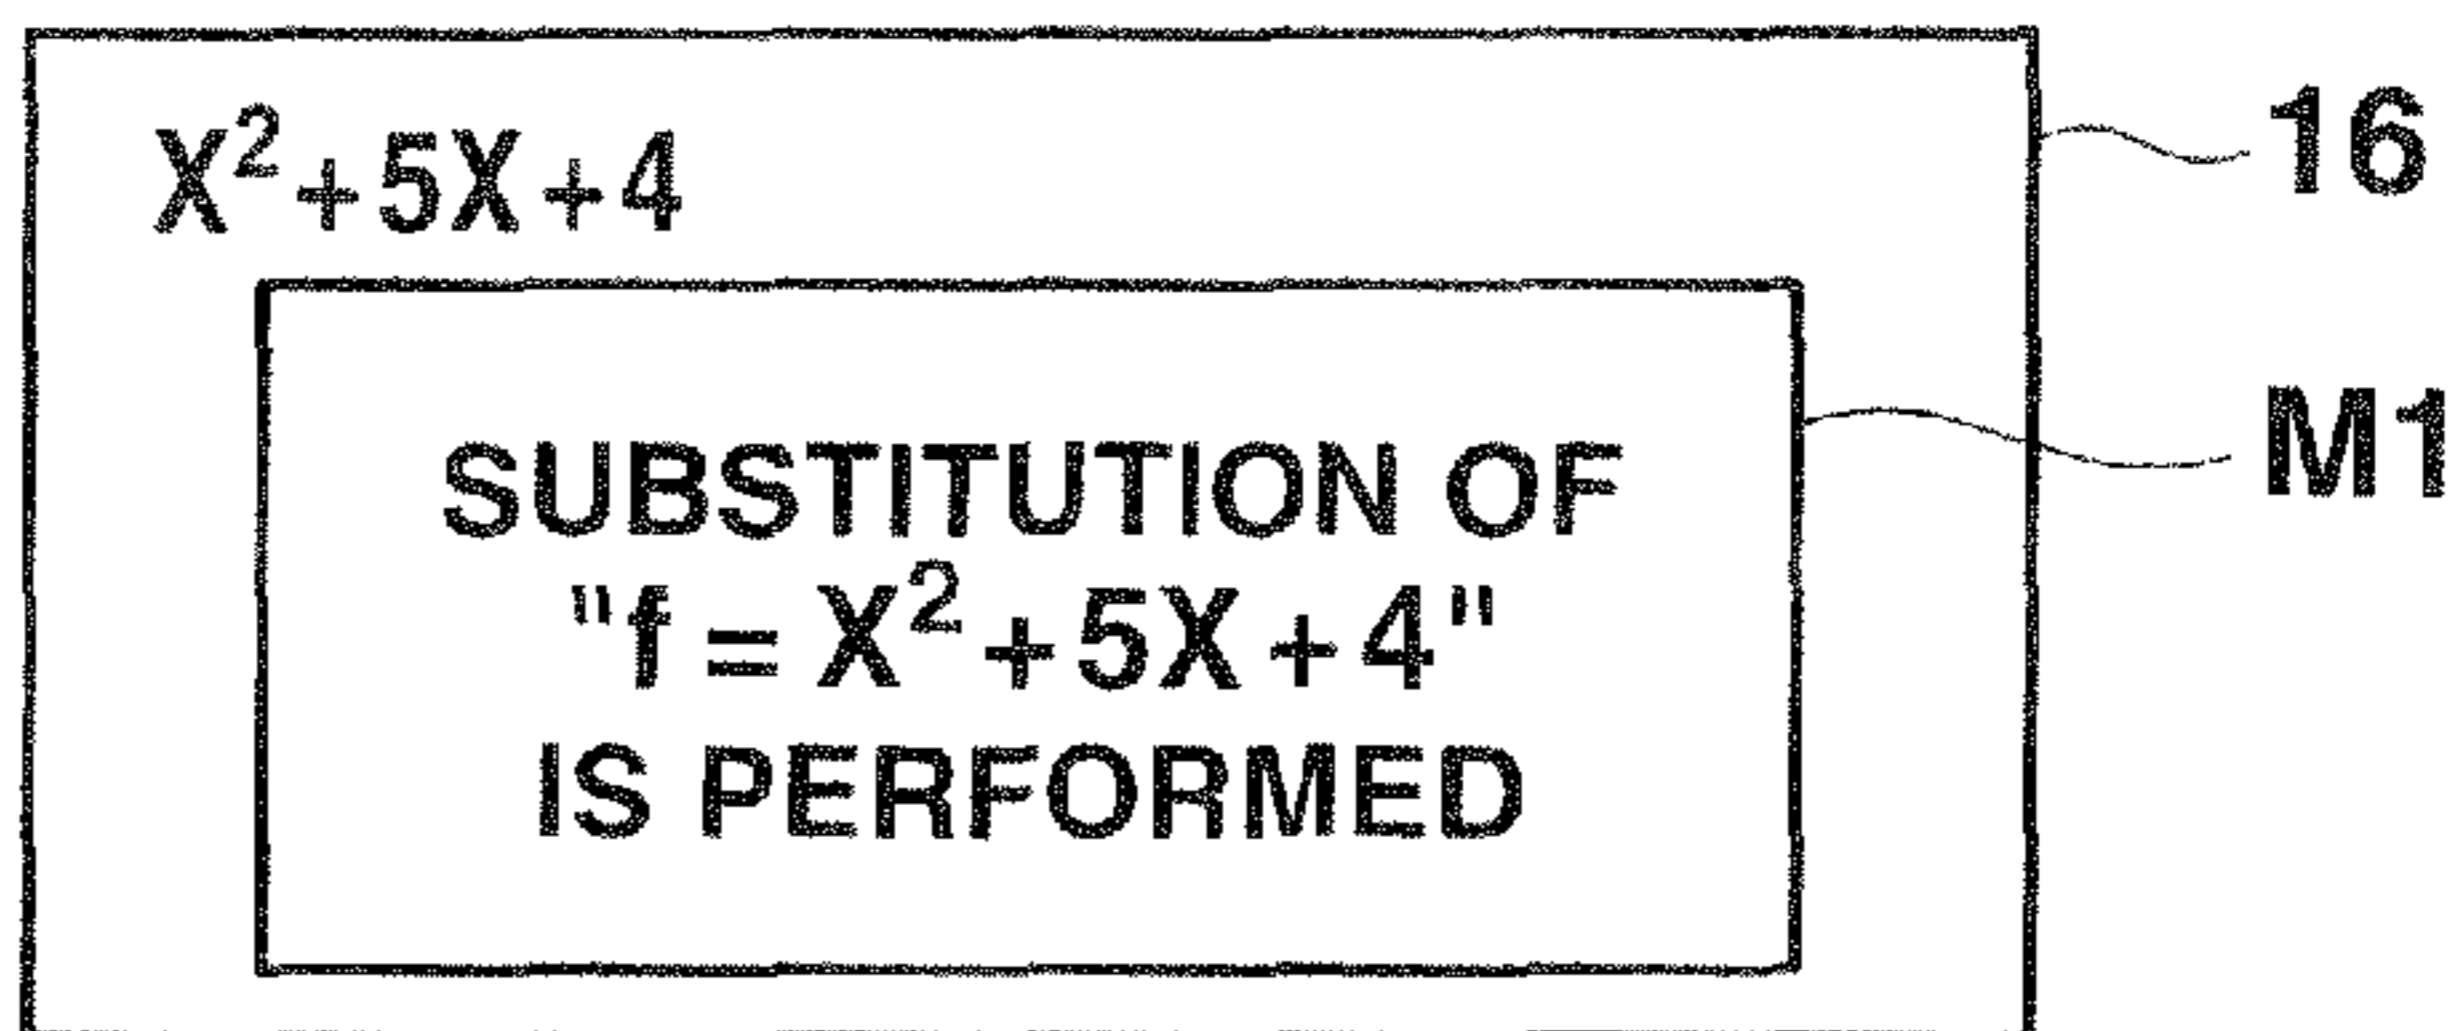 X²+5X+4
16
M1
SUBSTITUTION OF
"f = X²+5X+4"
IS PERFORMED